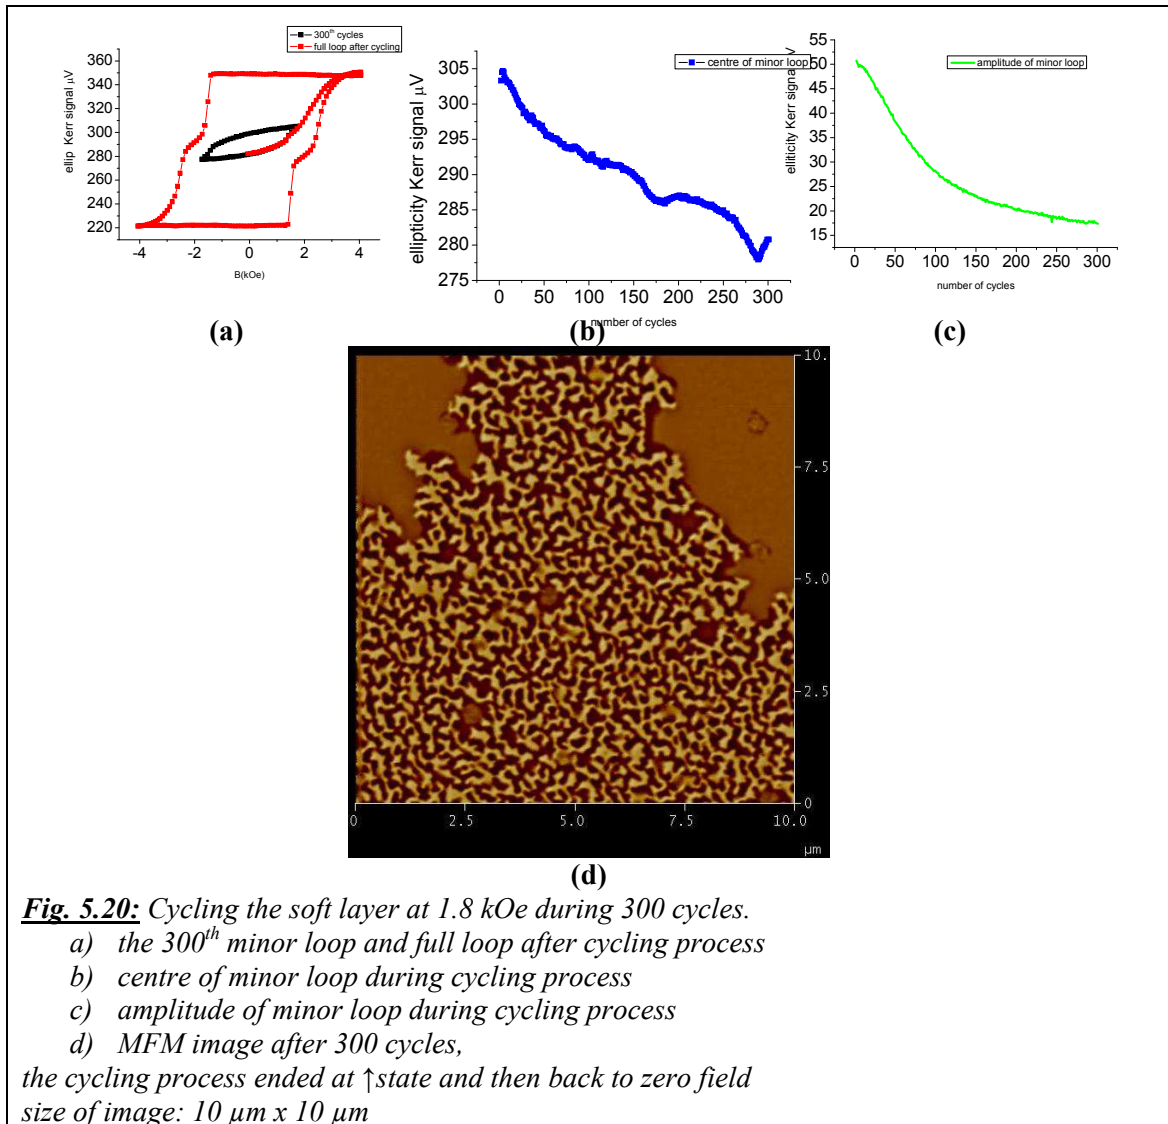 300th cycles
full loop after cycling
360
340
320
300
280
260
240
220
ellip Kerr signal µV
-4 -2 0 2 4
B(kOe)
(a)
centre of minor loop
305
300
295
290
285
280
275
ellipticity Kerr signal µV
0 50 100 150 200 250 300
number of cycles
(b)
amplitude of minor loop
55
50
45
40
35
30
25
20
15
elliticity Kerr signal µV
0 50 100 150 200 250 300
number of cycles
(c)
10.
7.5
5.0
2.5
0
0 2.5 5.0 7.5 10.0
µm
(d)
Fig. 5.20: Cycling the soft layer at 1.8 kOe during 300 cycles.
a) the 300th minor loop and full loop after cycling process
b) centre of minor loop during cycling process
c) amplitude of minor loop during cycling process
d) MFM image after 300 cycles,
the cycling process ended at ↑state and then back to zero field
size of image: 10 µm x 10 µm